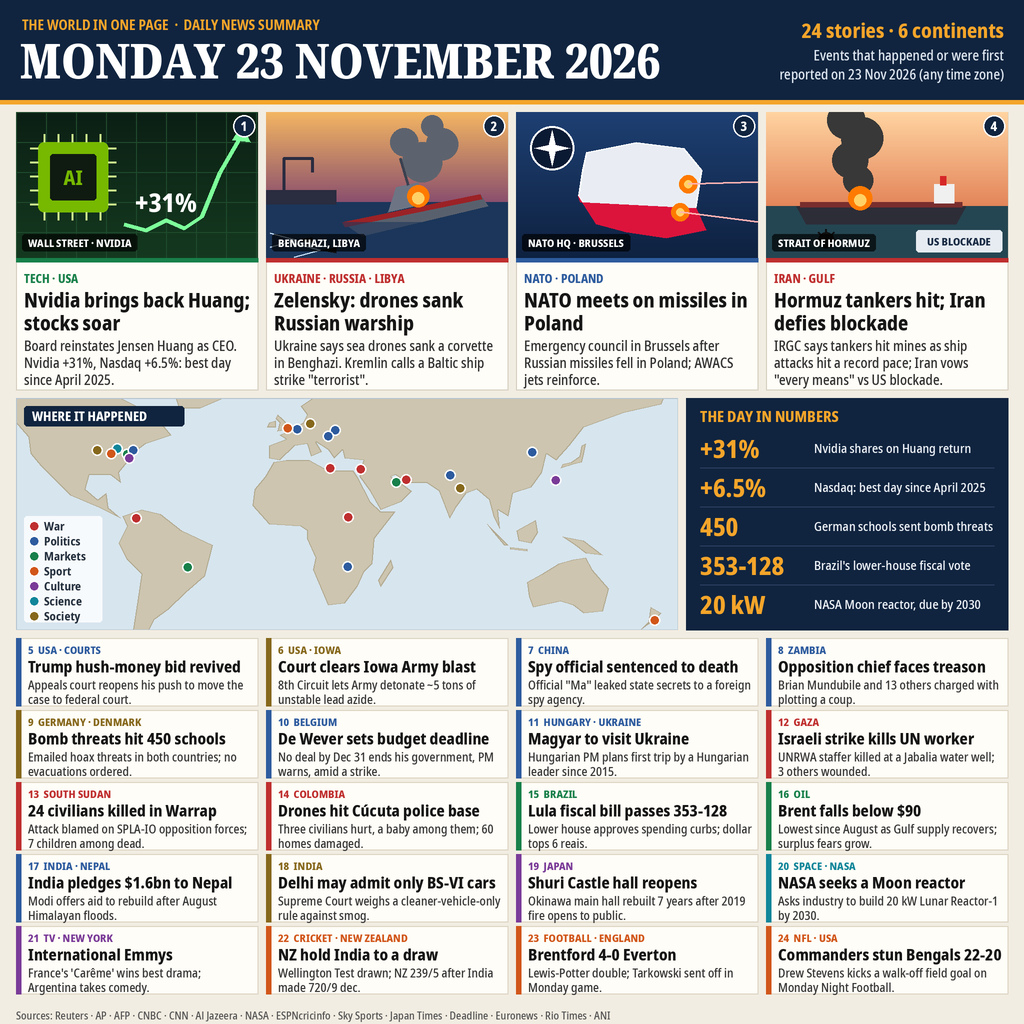 THE WORLD IN ONE PAGE · DAILY NEWS SUMMARY
MONDAY 23 NOVEMBER 2026
24 stories · 6 continents
Events that happened or were first
reported on 23 Nov 2026 (any time zone)
1
AI
+31%
WALL STREET · NVIDIA
TECH · USA
Nvidia brings back Huang;
stocks soar
Board reinstates Jensen Huang as CEO.
Nvidia +31%, Nasdaq +6.5%: best day
since April 2025.
2
BENGHAZI, LIBYA
UKRAINE · RUSSIA · LIBYA
Zelensky: drones sank
Russian warship
Ukraine says sea drones sank a corvette
in Benghazi. Kremlin calls a Baltic ship
strike "terrorist".
3
NATO HQ · BRUSSELS
NATO · POLAND
NATO meets on missiles in
Poland
Emergency council in Brussels after
Russian missiles fell in Poland; AWACS
jets reinforce.
4
STRAIT OF HORMUZ
US BLOCKADE
IRAN · GULF
Hormuz tankers hit; Iran
defies blockade
IRGC says tankers hit mines as ship
attacks hit a record pace; Iran vows
"every means" vs US blockade.
WHERE IT HAPPENED
War
Politics
Markets
Sport
Culture
Science
Society
THE DAY IN NUMBERS
+31% Nvidia shares on Huang return
+6.5% Nasdaq: best day since April 2025
450 German schools sent bomb threats
353-128 Brazil's lower-house fiscal vote
20 kW NASA Moon reactor, due by 2030
5 USA · COURTS
Trump hush-money bid revived
Appeals court reopens his push to move the
case to federal court.
6 USA · IOWA
Court clears Iowa Army blast
8th Circuit lets Army detonate ~5 tons of
unstable lead azide.
7 CHINA
Spy official sentenced to death
Official "Ma" leaked state secrets to a foreign
spy agency.
8 ZAMBIA
Opposition chief faces treason
Brian Mundubile and 13 others charged with
plotting a coup.
9 GERMANY · DENMARK
Bomb threats hit 450 schools
Emailed hoax threats in both countries; no
evacuations ordered.
10 BELGIUM
De Wever sets budget deadline
No deal by Dec 31 ends his government, PM
warns, amid a strike.
11 HUNGARY · UKRAINE
Magyar to visit Ukraine
Hungarian PM plans first trip by a Hungarian
leader since 2015.
12 GAZA
Israeli strike kills UN worker
UNRWA staffer killed at a Jabalia water well;
3 others wounded.
13 SOUTH SUDAN
24 civilians killed in Warrap
Attack blamed on SPLA-IO opposition forces;
7 children among dead.
14 COLOMBIA
Drones hit Cúcuta police base
Three civilians hurt, a baby among them; 60
homes damaged.
15 BRAZIL
Lula fiscal bill passes 353-128
Lower house approves spending curbs; dollar
tops 6 reais.
16 OIL
Brent falls below $90
Lowest since August as Gulf supply recovers;
surplus fears grow.
17 INDIA · NEPAL
India pledges $1.6bn to Nepal
Modi offers aid to rebuild after August
Himalayan floods.
18 INDIA
Delhi may admit only BS-VI cars
Supreme Court weighs a cleaner-vehicle-only
rule against smog.
19 JAPAN
Shuri Castle hall reopens
Okinawa main hall rebuilt 7 years after 2019
fire opens to public.
20 SPACE · NASA
NASA seeks a Moon reactor
Asks industry to build 20 kW Lunar Reactor-1
by 2030.
21 TV · NEW YORK
International Emmys
France's 'Carême' wins best drama;
Argentina takes comedy.
22 CRICKET · NEW ZEALAND
NZ hold India to a draw
Wellington Test drawn; NZ 239/5 after India
made 720/9 dec.
23 FOOTBALL · ENGLAND
Brentford 4-0 Everton
Lewis-Potter double; Tarkowski sent off in
Monday game.
24 NFL · USA
Commanders stun Bengals 22-20
Drew Stevens kicks a walk-off field goal on
Monday Night Football.
Sources: Reuters · AP · AFP · CNBC · CNN · Al Jazeera · NASA · ESPNcricinfo · Sky Sports · Japan Times · Deadline · Euronews · Rio Times · ANI